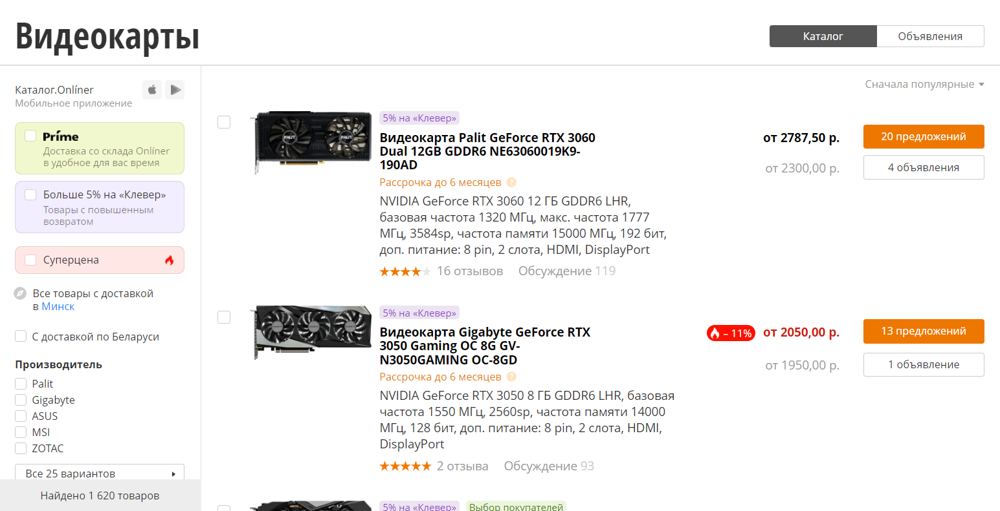 Видеокарты
Каталог
Объявления
Каталог.Onlíner
Мобильное приложение
Príme
Доставка со склада Onlíner
в удобное для вас время
Больше 5% на «Клевер»
Товары с повышенным
возвратом
Суперцена
Все товары с доставкой
в Минск
С доставкой по Беларуси
Производитель
Palit
Gigabyte
ASUS
MSI
ZOTAC
Все 25 вариантов
Найдено 1 620 товаров
Сначала популярные
5% на «Клевер»
Видеокарта Palit GeForce RTX 3060
Dual 12GB GDDR6 NE63060019K9-
190AD
Рассрочка до 6 месяцев ?
NVIDIA GeForce RTX 3060 12 ГБ GDDR6 LHR,
базовая частота 1320 МГц, макс. частота 1777
МГц, 3584sp, частота памяти 15000 МГц, 192 бит,
доп. питание: 8 pin, 2 слота, HDMI, DisplayPort
16 отзывов Обсуждение 119
от 2787,50 р.
20 предложений
от 2300,00 р.
4 объявления
5% на «Клевер»
Видеокарта Gigabyte GeForce RTX
3050 Gaming OC 8G GV-
N3050GAMING OC-8GD
Рассрочка до 6 месяцев ?
NVIDIA GeForce RTX 3050 8 ГБ GDDR6 LHR, базовая
частота 1550 МГц, 2560sp, частота памяти 14000
МГц, 128 бит, доп. питание: 8 pin, 2 слота, HDMI,
DisplayPort
2 отзыва Обсуждение 93
– 11% от 2050,00 р.
13 предложений
от 1950,00 р.
1 объявление
5% на «Клевер» Выбор покупателей